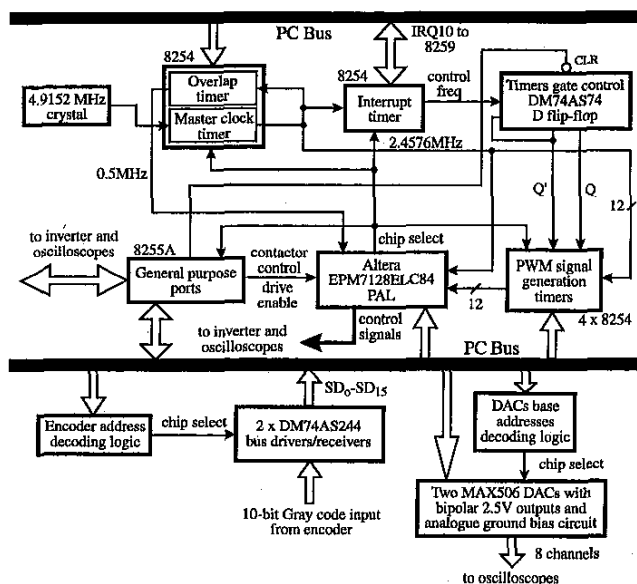 PC Bus
IRQ10 to
8259
8254
8254
CLR
Overlap
timer
Master clock
timer
4.9152 MHz
crystal
Interrupt
timer
control
freq
Timers gate control
DM74AS74
D flip-flop
2.4576MHz
0.5MHz
Q'
Q
12
to inverter and
oscilloscopes
8255A
General purpose
ports
contactor
control
drive
enable
chip select
Altera
EPM7128ELC84
PAL
PWM signal
generation
timers
12
4 x 8254
to inverter and
oscilloscopes
control
signals
PC Bus
SD0-SD15
Encoder address
decoding logic
chip select
2 x DM74AS244
bus drivers/receivers
DACs base
addresses
decoding logic
chip select
10-bit Gray code input
from encoder
Two MAX506 DACs with
bipolar 2.5V outputs and
analogue ground bias circuit
8 channels
to oscilloscopes